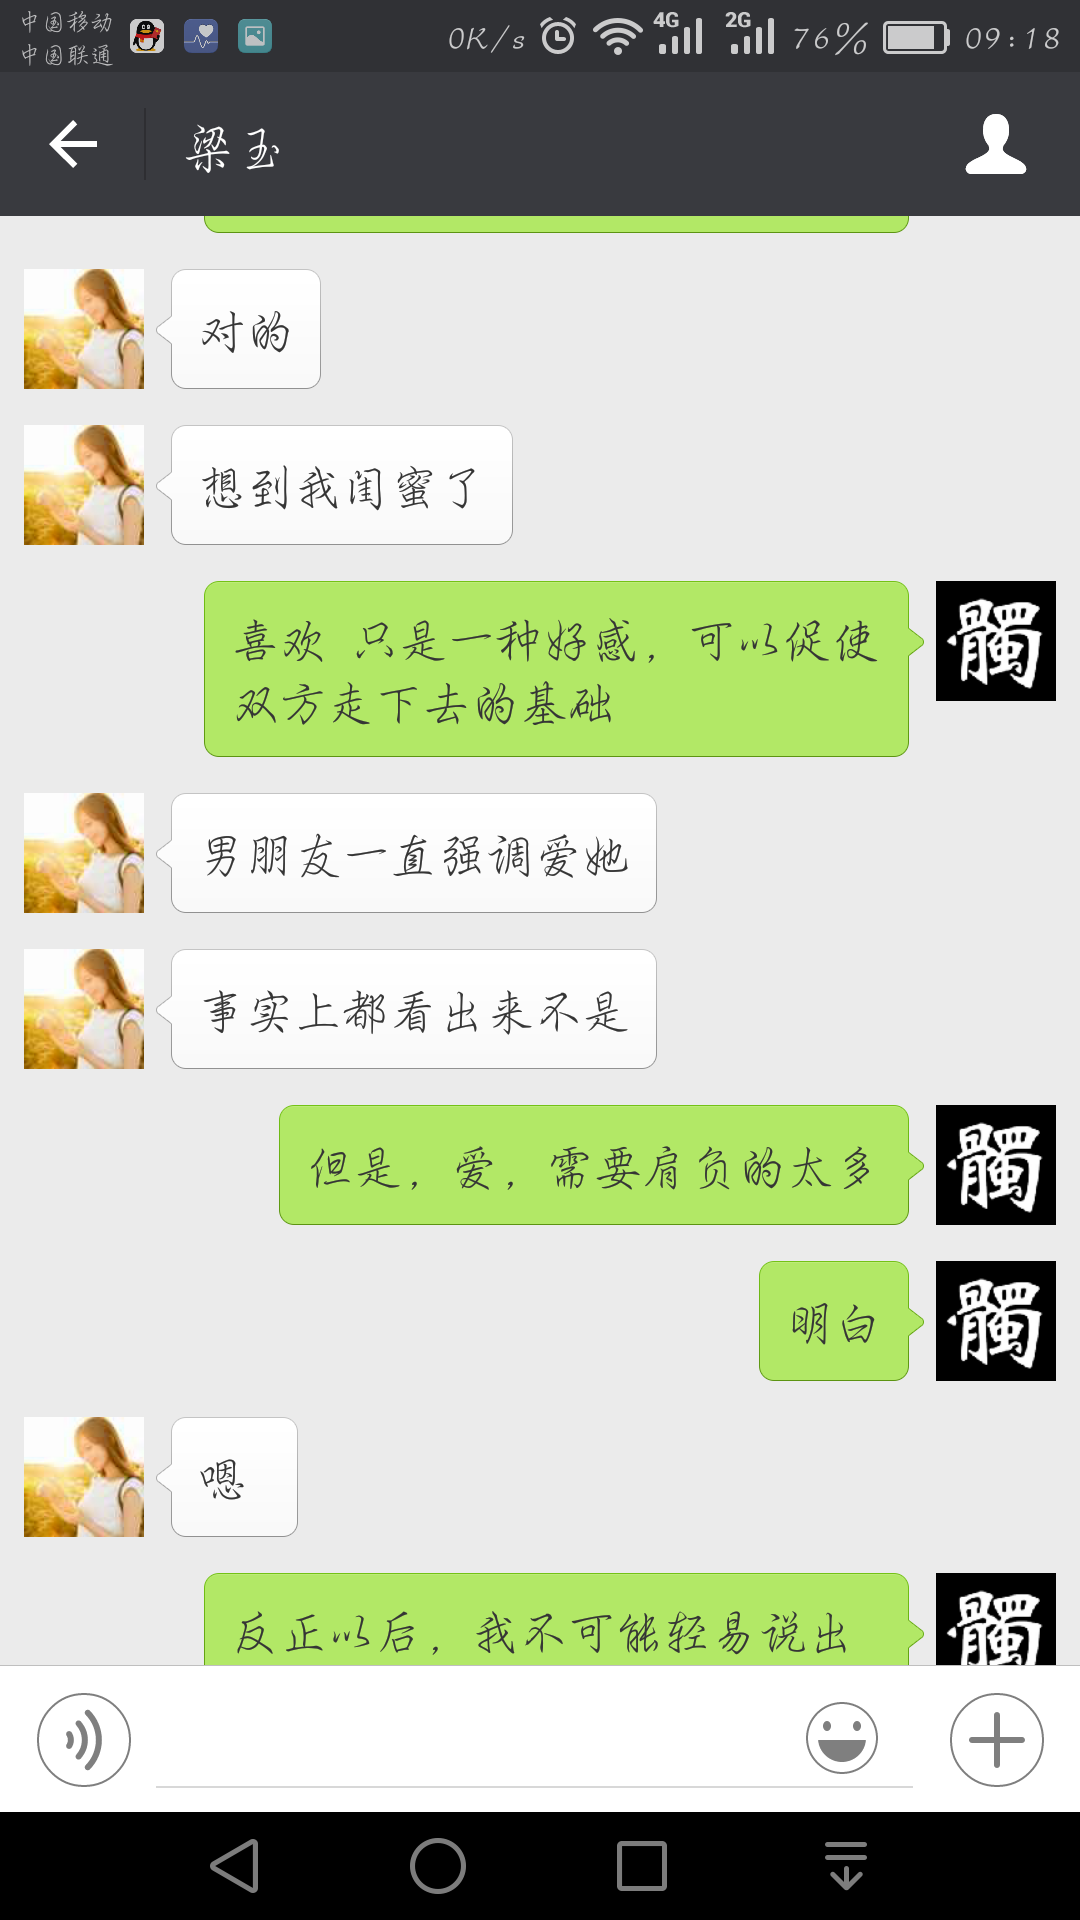 中国移动
中国联通
0K/s
4G
2G
76%
09:18
梁玉
对的
想到我闺蜜了
喜欢 只是一种好感，可以促使
双方走下去的基础
髑
男朋友一直强调爱她
事实上都看出来不是
但是，爱，需要肩负的太多
髑
明白
髑
嗯
反正以后，我不可能轻易说出
髑